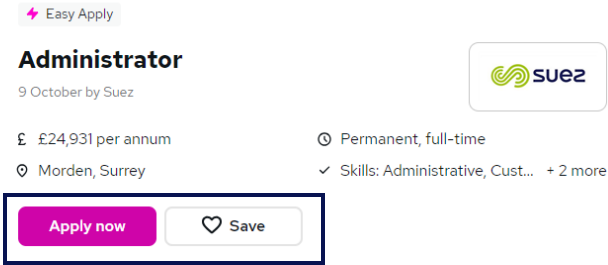 Easy Apply
Administrator
9 October by Suez
suez
£ £24,931 per annum
Permanent, full-time
Morden, Surrey
Skills: Administrative, Cust... + 2 more
Apply now
Save